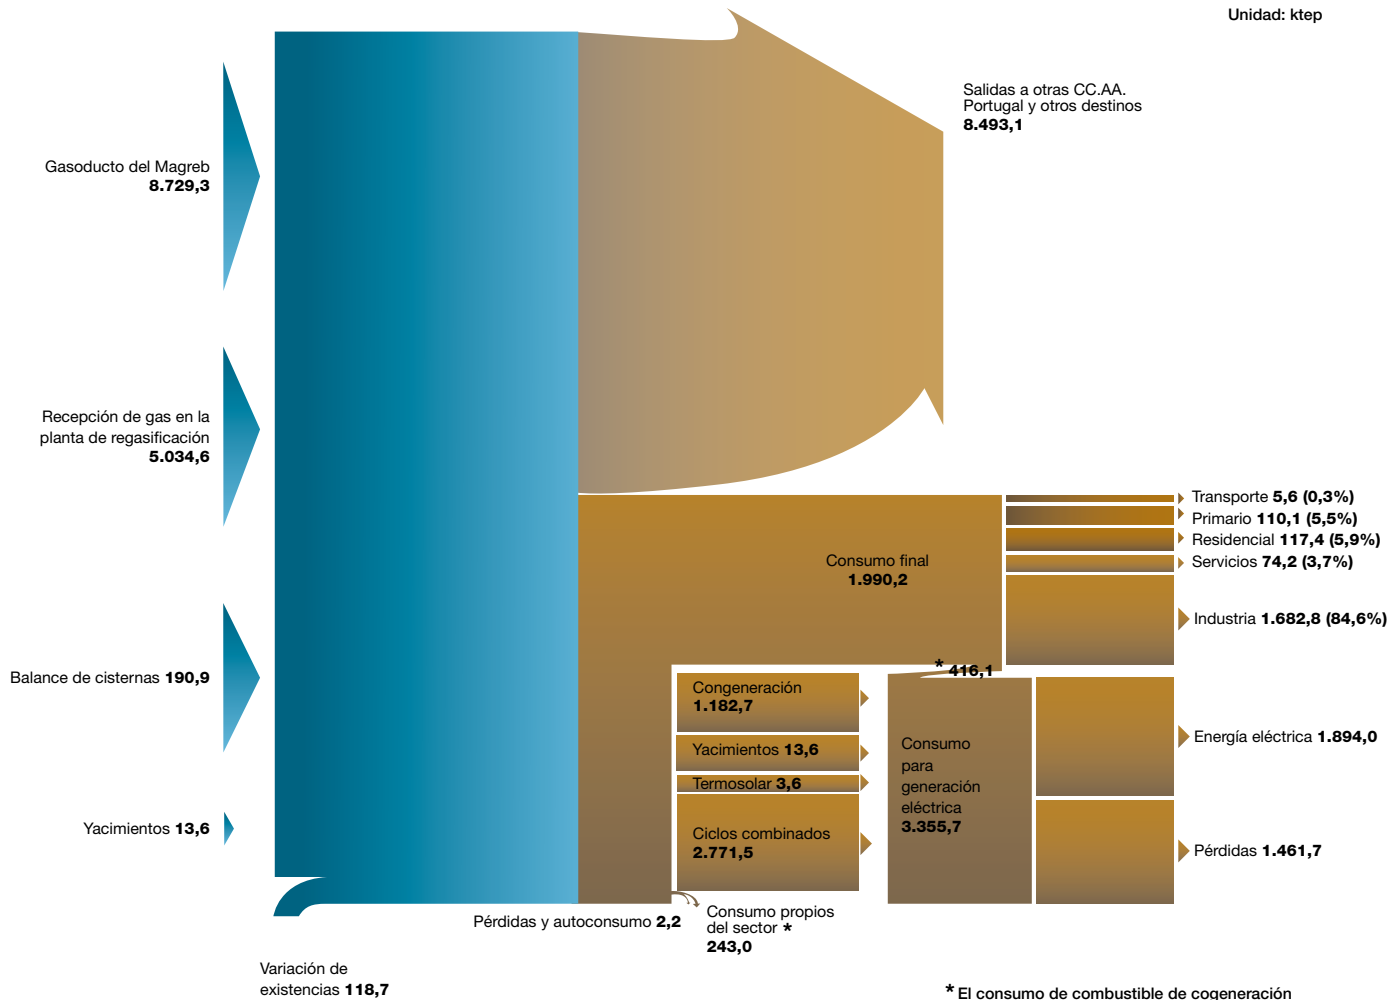 Unidad: ktep
Salidas a otras CC.AA.
Portugal y otros destinos
8.493,1
Gasoducto del Magreb
8.729,3
Recepción de gas en la
planta de regasificación
5.034,6
Balance de cisternas 190,9
Yacimientos 13,6
Variación de
existencias 118,7
Transporte 5,6 (0,3%)
Primario 110,1 (5,5%)
Residencial 117,4 (5,9%)
Servicios 74,2 (3,7%)
Industria 1.682,8 (84,6%)
Consumo final
1.990,2
* 416,1
Congeneración
1.182,7
Yacimientos 13,6
Termosolar 3,6
Ciclos combinados
2.771,5
Consumo
para
generación
eléctrica
3.355,7
Energía eléctrica 1.894,0
Pérdidas 1.461,7
Pérdidas y autoconsumo 2,2
Consumo propios
del sector *
243,0
* El consumo de combustible de cogeneración